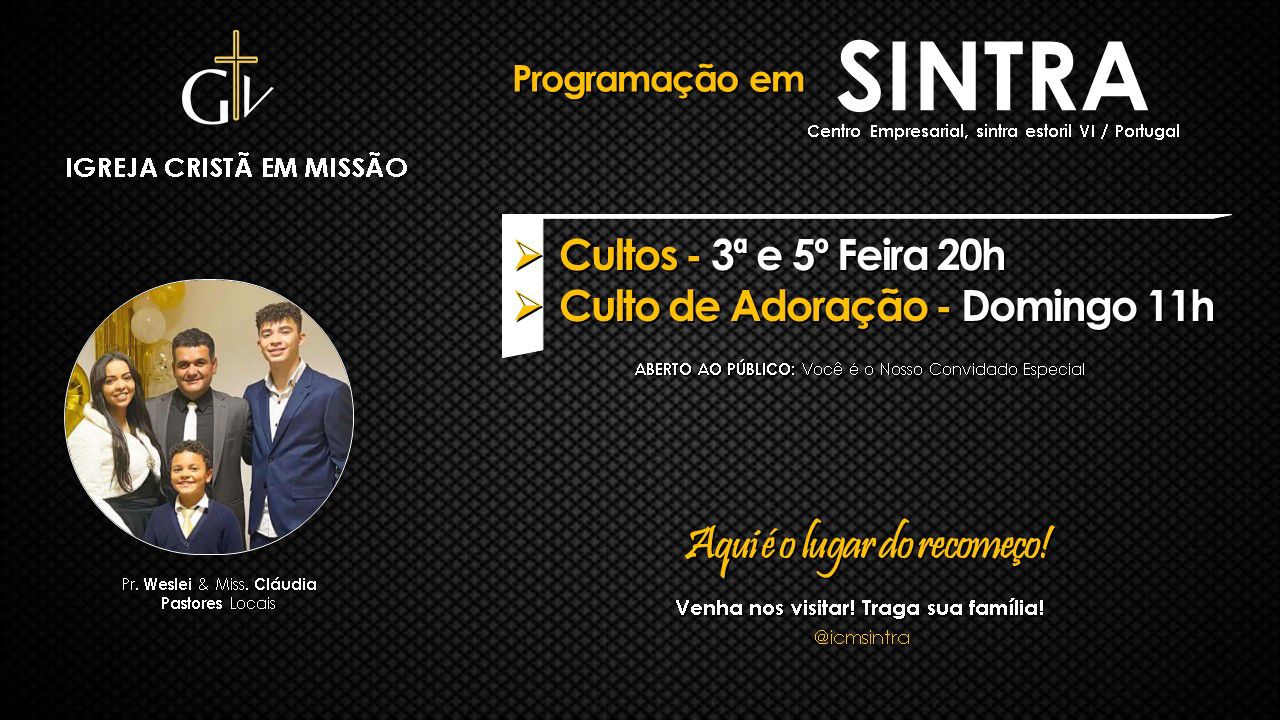 GV
IGREJA CRISTÃ EM MISSÃO
Programação em SINTRA
Centro Empresarial, sintra estoril VI / Portugal
Cultos - 3ª e 5º Feira 20h
Culto de Adoração - Domingo 11h
ABERTO AO PÚBLICO: Você é o Nosso Convidado Especial
Pr. Weslei & Miss. Cláudia
Pastores Locais
Aqui é o lugar do recomeço!
Venha nos visitar! Traga sua família!
@icmsintra